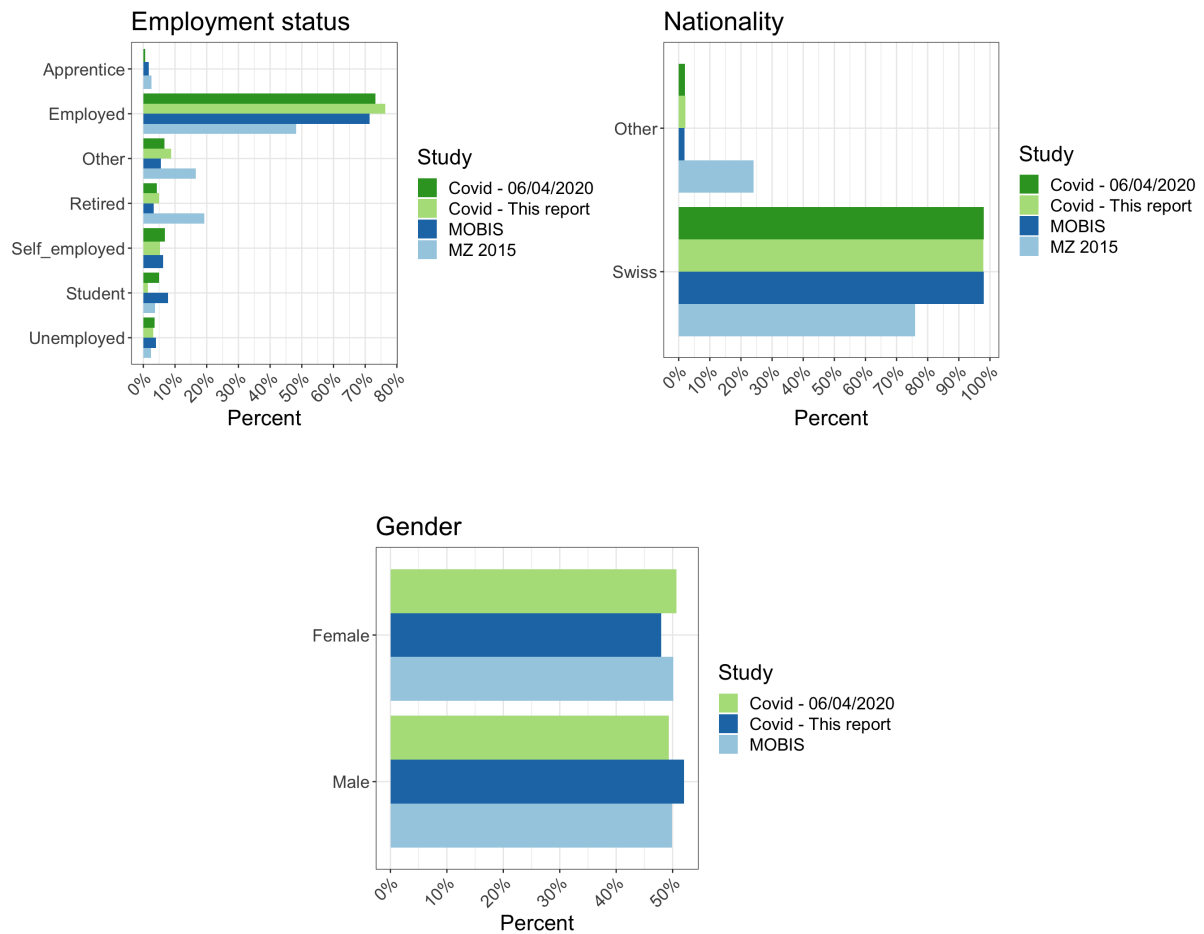 Employment status
Apprentice
Employed
Other
Retired
Self_employed
Student
Unemployed
0% 10% 20% 30% 40% 50% 60% 70% 80%
Percent
Study
Covid - 06/04/2020
Covid - This report
MOBIS
MZ 2015
Nationality
Other
Swiss
0% 10% 20% 30% 40% 50% 60% 70% 80% 90% 100%
Percent
Study
Covid - 06/04/2020
Covid - This report
MOBIS
MZ 2015
Gender
Female
Male
0% 10% 20% 30% 40% 50%
Percent
Study
Covid - 06/04/2020
Covid - This report
MOBIS